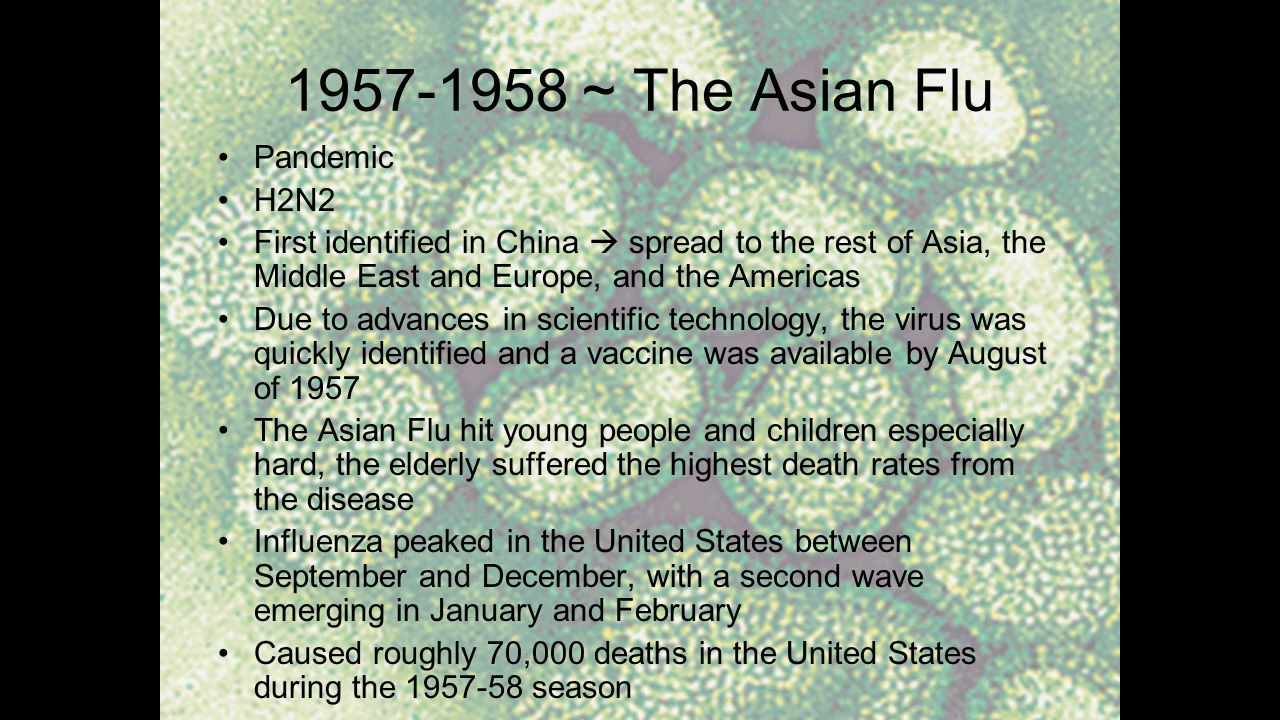 1957-1958 ~ The Asian Flu
• Pandemic
• H2N2
• First identified in China → spread to the rest of Asia, the
Middle East and Europe, and the Americas
• Due to advances in scientific technology, the virus was
quickly identified and a vaccine was available by August
of 1957
• The Asian Flu hit young people and children especially
hard, the elderly suffered the highest death rates from
the disease
• Influenza peaked in the United States between
September and December, with a second wave
emerging in January and February
• Caused roughly 70,000 deaths in the United States
during the 1957-58 season